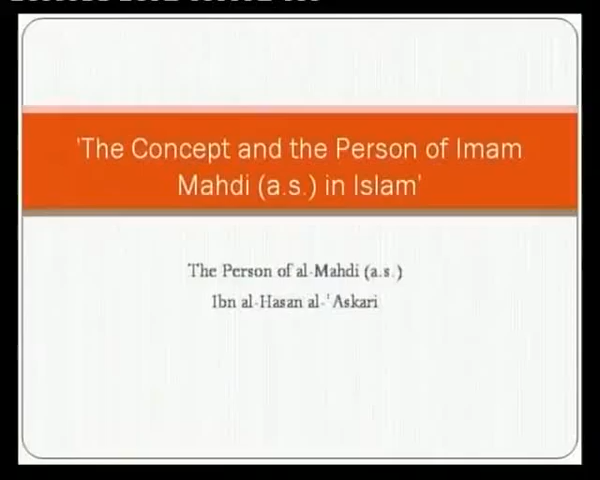 'The Concept and the Person of Imam
Mahdi (a.s.) in Islam'
The Person of al-Mahdi (a.s.)
Ibn al-Hasan al-'Askari